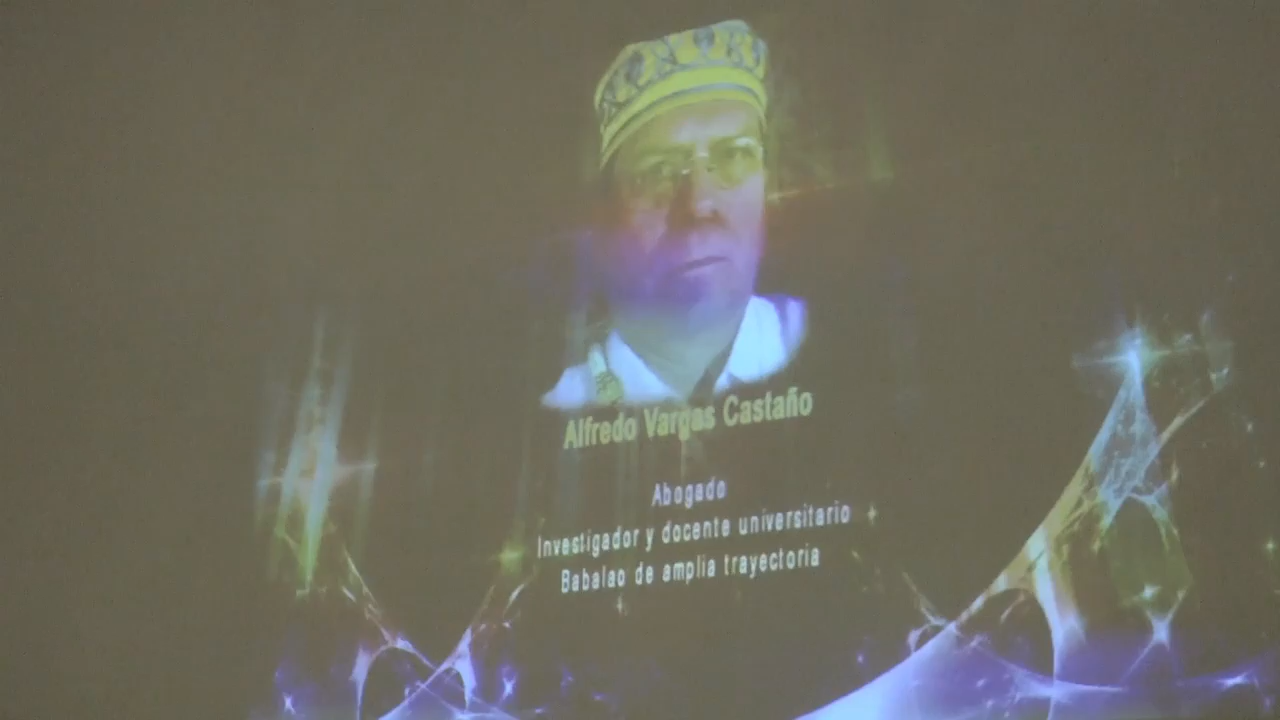 Alfredo Vargas Castaño
Abogado
Investigador y docente universitario
Babalao de amplia trayectoria